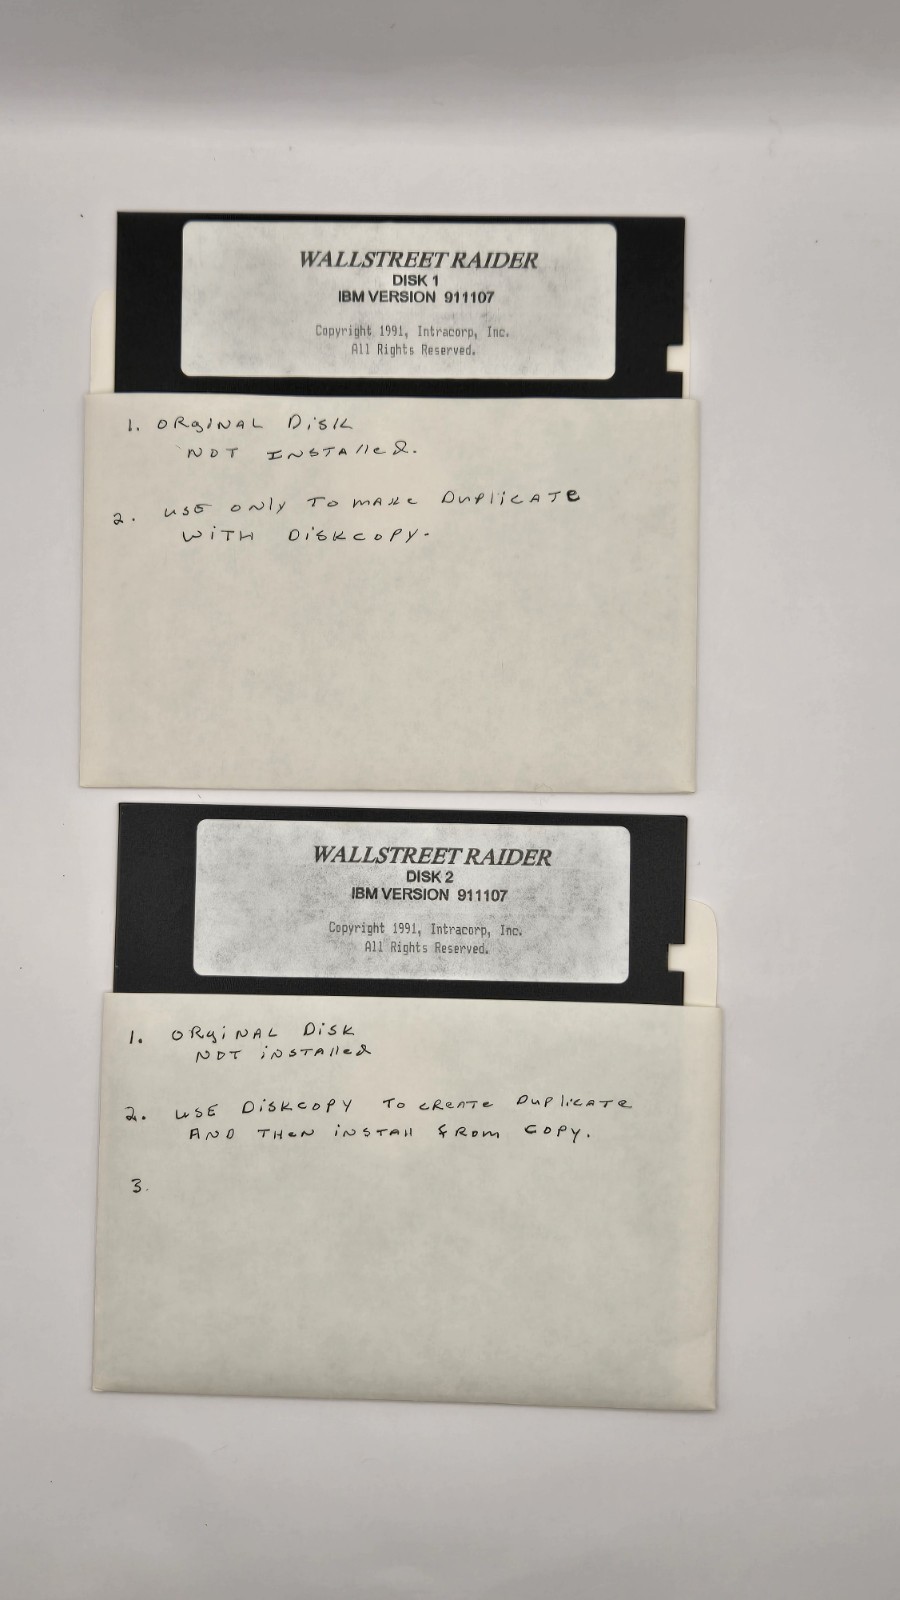 WALLSTREET RAIDER
DISK 1
IBM VERSION 911107
Copyright 1991, Intracorp, Inc.
All Rights Reserved.
1. ORgiNAL DiSK
NOT INSTAlled.
2. USE ONly TO MAKE DupliCATe
WiTH DiSKCOPY.
WALLSTREET RAIDER
DISK 2
IBM VERSION 911107
Copyright 1991, Intracorp, Inc.
All Rights Reserved.
1. ORgiNAL DiSK
NOT iNSTAlled
2. USE DiSKCOPY TO CREATE DuplicATe
AND THEN iNSTAll FROM COPY.
3.